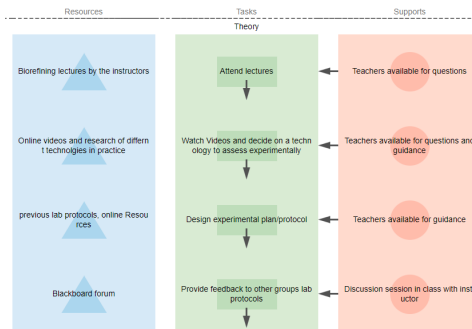 Resources
Tasks
Supports
Theory
Biorefining lectures by the instructors
Attend lectures
Teachers available for questions
Online videos and research of differn
t technolgies in practice
Watch Videos and decide on a techn
ology to assess experimentally
Teachers available for questions and
guidance
previous lab protocols, online Resou
rces
Design experimental plan/protocol
Teachers available for guidance
Blackboard forum
Provide feedback to other groups lab
protocols
Discussion session in class with instr
uctor